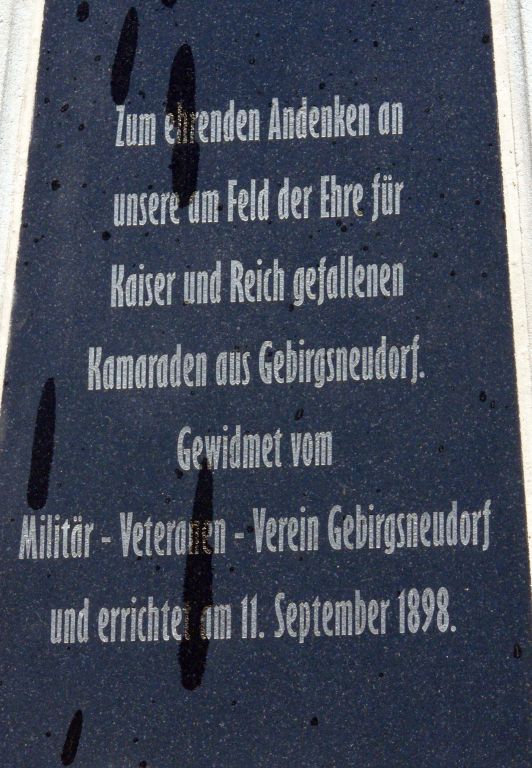 Zum ehrenden Andenken an
unsere am Feld der Ehre für
Kaiser und Reich gefallenen
Kamaraden aus Gebirgsneudorf.
Gewidmet vom
Militär - Veteranen - Verein Gebirgsneudorf
und errichtet am 11. September 1898.